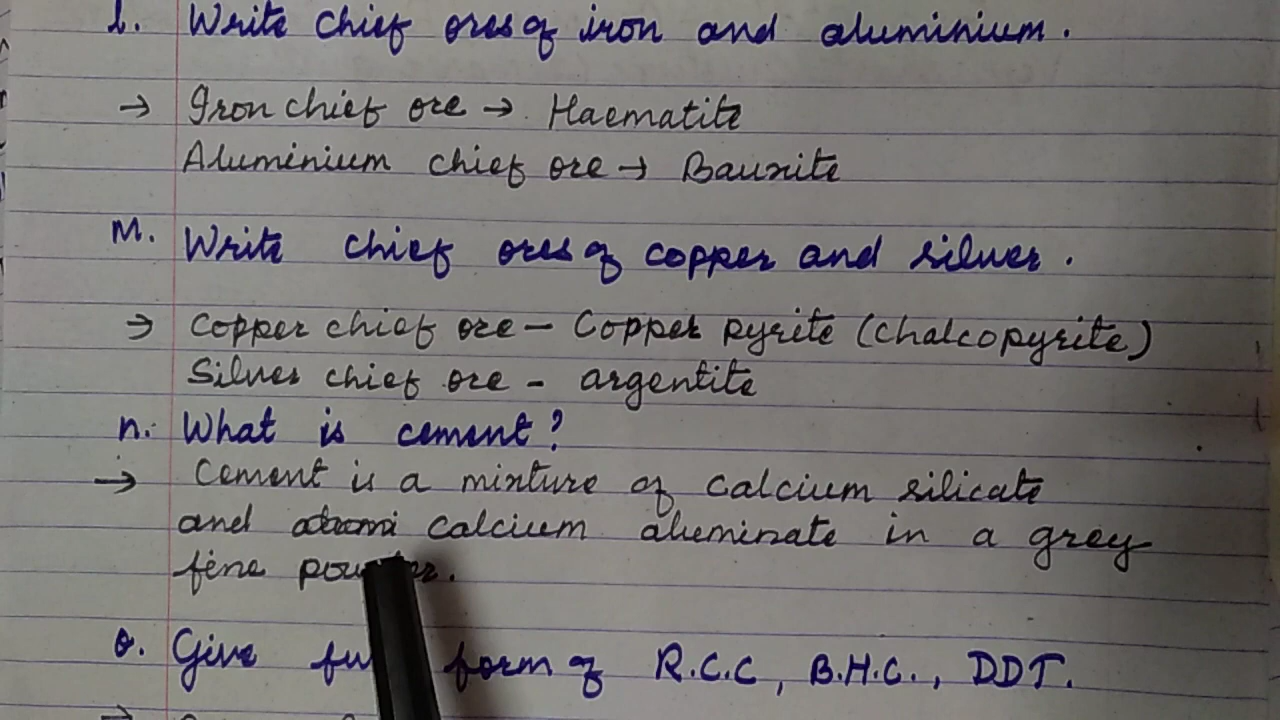 l. Write chief ores of iron and aluminium.
→ Iron chief ore → Haematite
Aluminium chief ore → Bauxite
M. Write chief ores of copper and silver.
→ Copper chief ore - Copper pyrite (Chalcopyrite)
Silver chief ore - argentite
n. What is cement?
→ Cement is a mixture of calcium silicate
and calcium aluminate in a grey
fine
o. Give form of R.C.C, B.H.C., DDT.